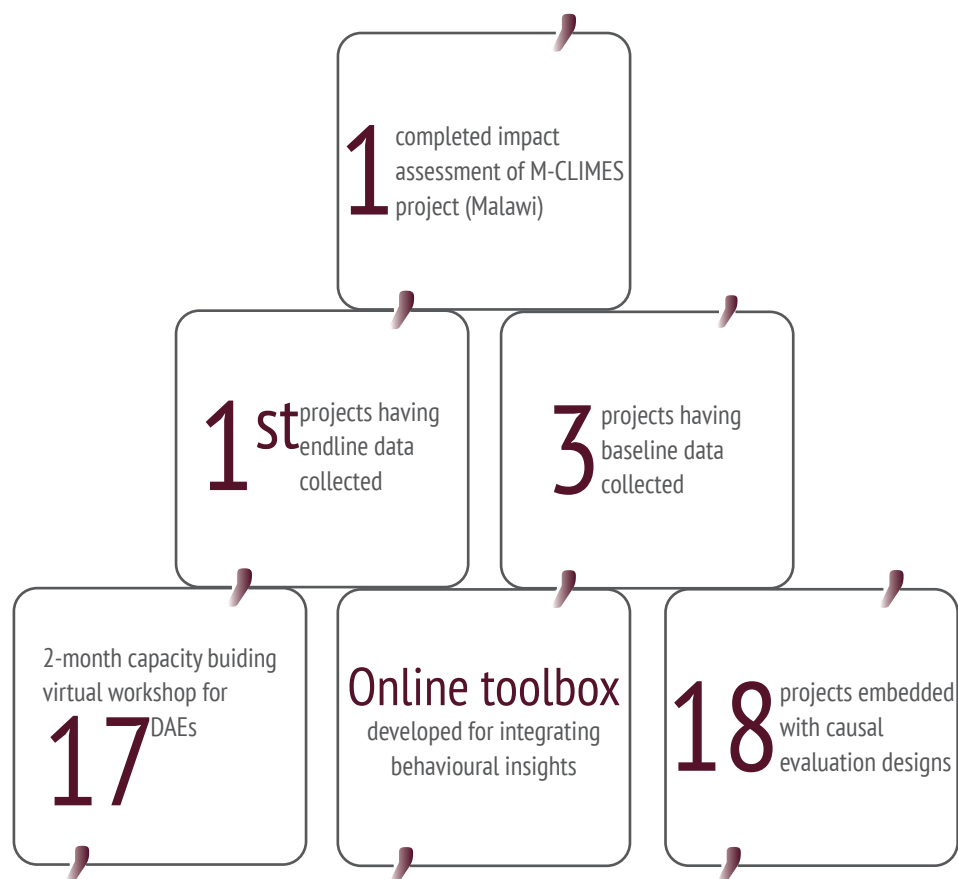 1 completed impact
assessment of M-CLIMES
project (Malawi)
1st projects having
endline data
collected
3 projects having
baseline data
collected
2-month capacity buiding
virtual workshop for
17 DAEs
Online toolbox
developed for integrating
behavioural insights
18 projects embedded
with causal
evaluation designs